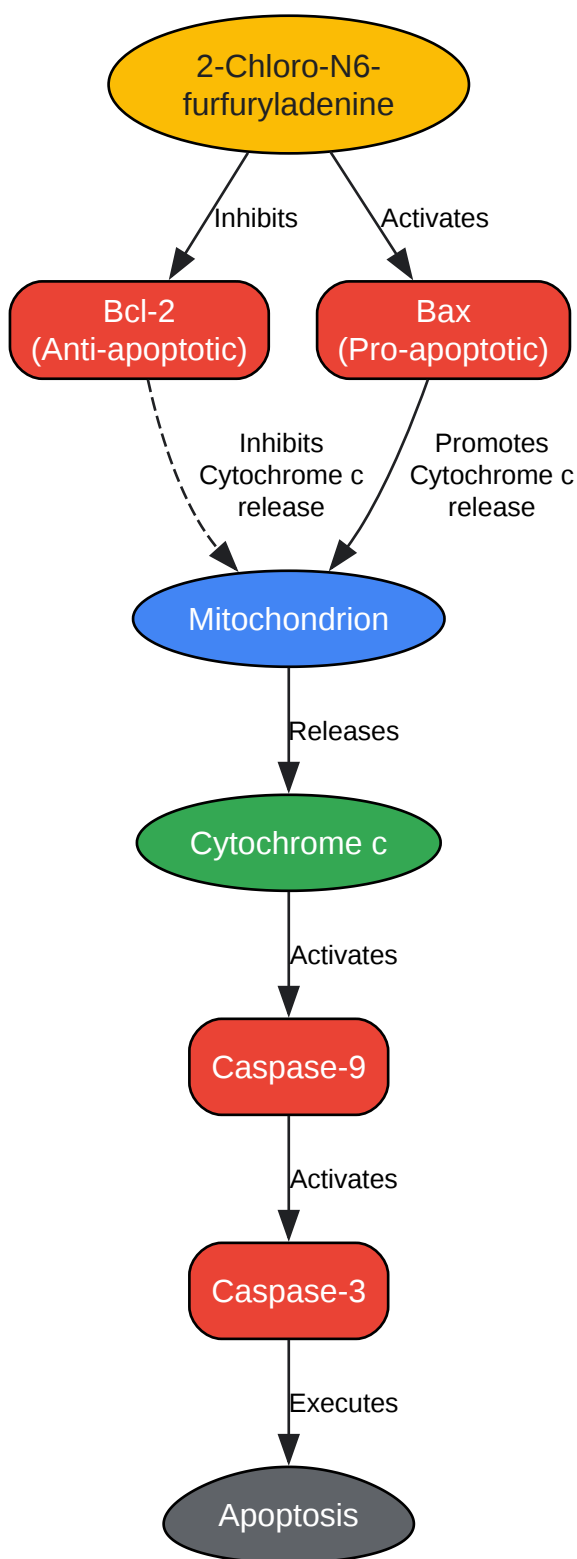 2-Chloro-N6-
furfuryladenine
Inhibits
Activates
Bcl-2
(Anti-apoptotic)
Bax
(Pro-apoptotic)
Inhibits
Cytochrome c
release
Promotes
Cytochrome c
release
Mitochondrion
Releases
Cytochrome c
Activates
Caspase-9
Activates
Caspase-3
Executes
Apoptosis